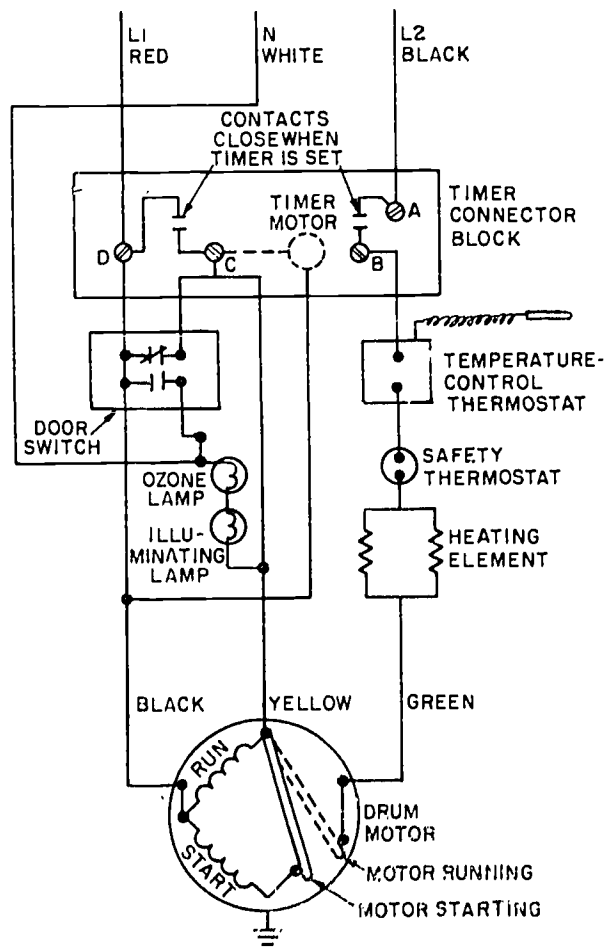 L1
RED
N
WHITE
L2
BLACK
CONTACTS
CLOSE WHEN
TIMER IS SET
TIMER
MOTOR
A
TIMER
CONNECTOR
BLOCK
D
C
B
DOOR
SWITCH
TEMPERATURE-
CONTROL
THERMOSTAT
OZONE
LAMP
SAFETY
THERMOSTAT
ILLU-
MINATING
LAMP
HEATING
ELEMENT
BLACK
YELLOW
GREEN
RUN
START
DRUM
MOTOR
MOTOR RUNNING
MOTOR STARTING